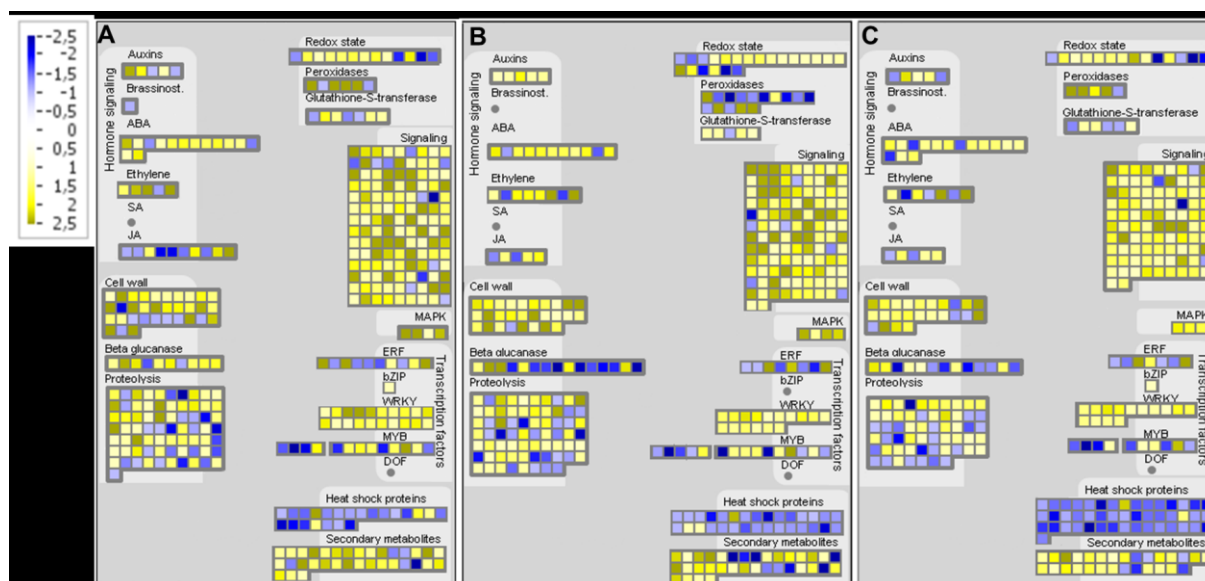 -2,5
-2
-1,5
-1
-0,5
0
0,5
1
1,5
2
2,5
A
Hormone signaling
Auxins
Brassinost.
ABA
Ethylene
SA
JA
Cell wall
Beta glucanase
Proteolysis
Redox state
Peroxidases
Glutathione-S-transferase
Signaling
MAPK
Transcription factors
ERF
bZIP
WRKY
MYB
DOF
Heat shock proteins
Secondary metabolites
B
Hormone signaling
Auxins
Brassinost.
ABA
Ethylene
SA
JA
Cell wall
Beta glucanase
Proteolysis
Redox state
Peroxidases
Glutathione-S-transferase
Signaling
MAPK
Transcription factors
ERF
bZIP
WRKY
MYB
DOF
Heat shock proteins
Secondary metabolites
C
Hormone signaling
Auxins
Brassinost.
ABA
Ethylene
SA
JA
Cell wall
Beta glucanase
Proteolysis
Redox state
Peroxidases
Glutathione-S-transferase
Signaling
MAPK
Transcription factors
ERF
bZIP
WRKY
MYB
DOF
Heat shock proteins
Secondary metabolites